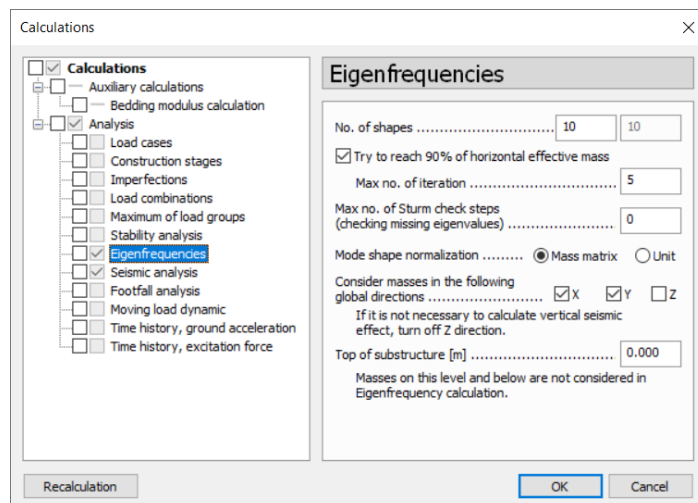 Calculations
Calculations
Auxiliary calculations
Bedding modulus calculation
Analysis
Load cases
Construction stages
Imperfections
Load combinations
Maximum of load groups
Stability analysis
Eigenfrequencies
Seismic analysis
Footfall analysis
Moving load dynamic
Time history, ground acceleration
Time history, excitation force
Eigenfrequencies
No. of shapes ................................ 10 10
Try to reach 90% of horizontal effective mass
Max no. of iteration ................................ 5
Max no. of Sturm check steps
(checking missing eigenvalues) ......................... 0
Mode shape normalization ......... Mass matrix Unit
Consider masses in the following
global directions ......................... X Y Z
If it is not necessary to calculate vertical seismic
effect, turn off Z direction.
Top of substructure [m] ................................ 0.000
Masses on this level and below are not considered in
Eigenfrequency calculation.
Recalculation OK Cancel